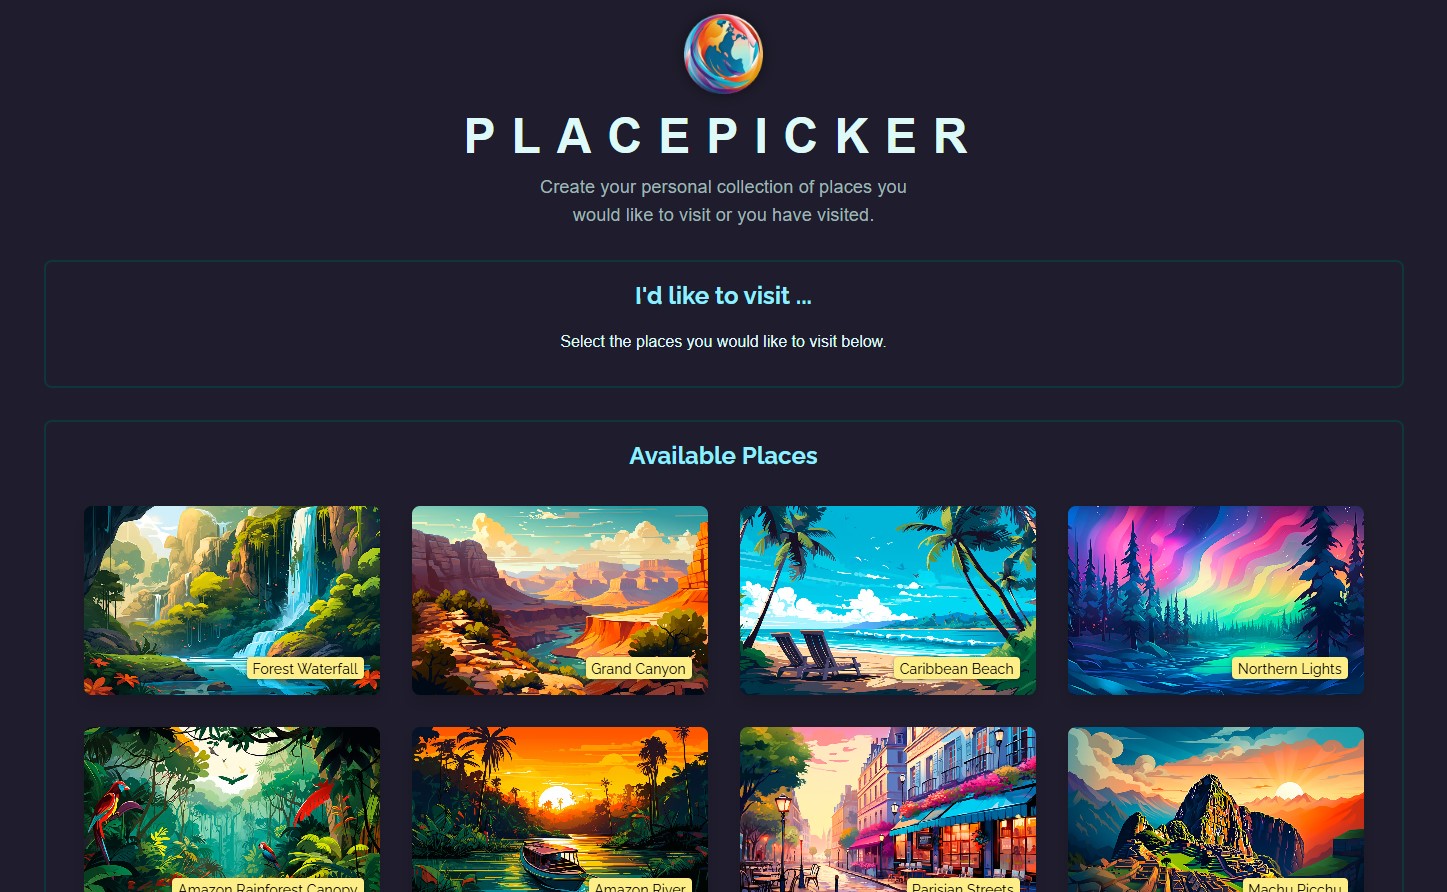 PLACEPICKER
Create your personal collection of places you
would like to visit or you have visited.
I'd like to visit ...
Select the places you would like to visit below.
Available Places
Forest Waterfall
Grand Canyon
Caribbean Beach
Northern Lights
Amazon Rainforest Canopy
Amazon River
Parisian Streets
Machu Picchu